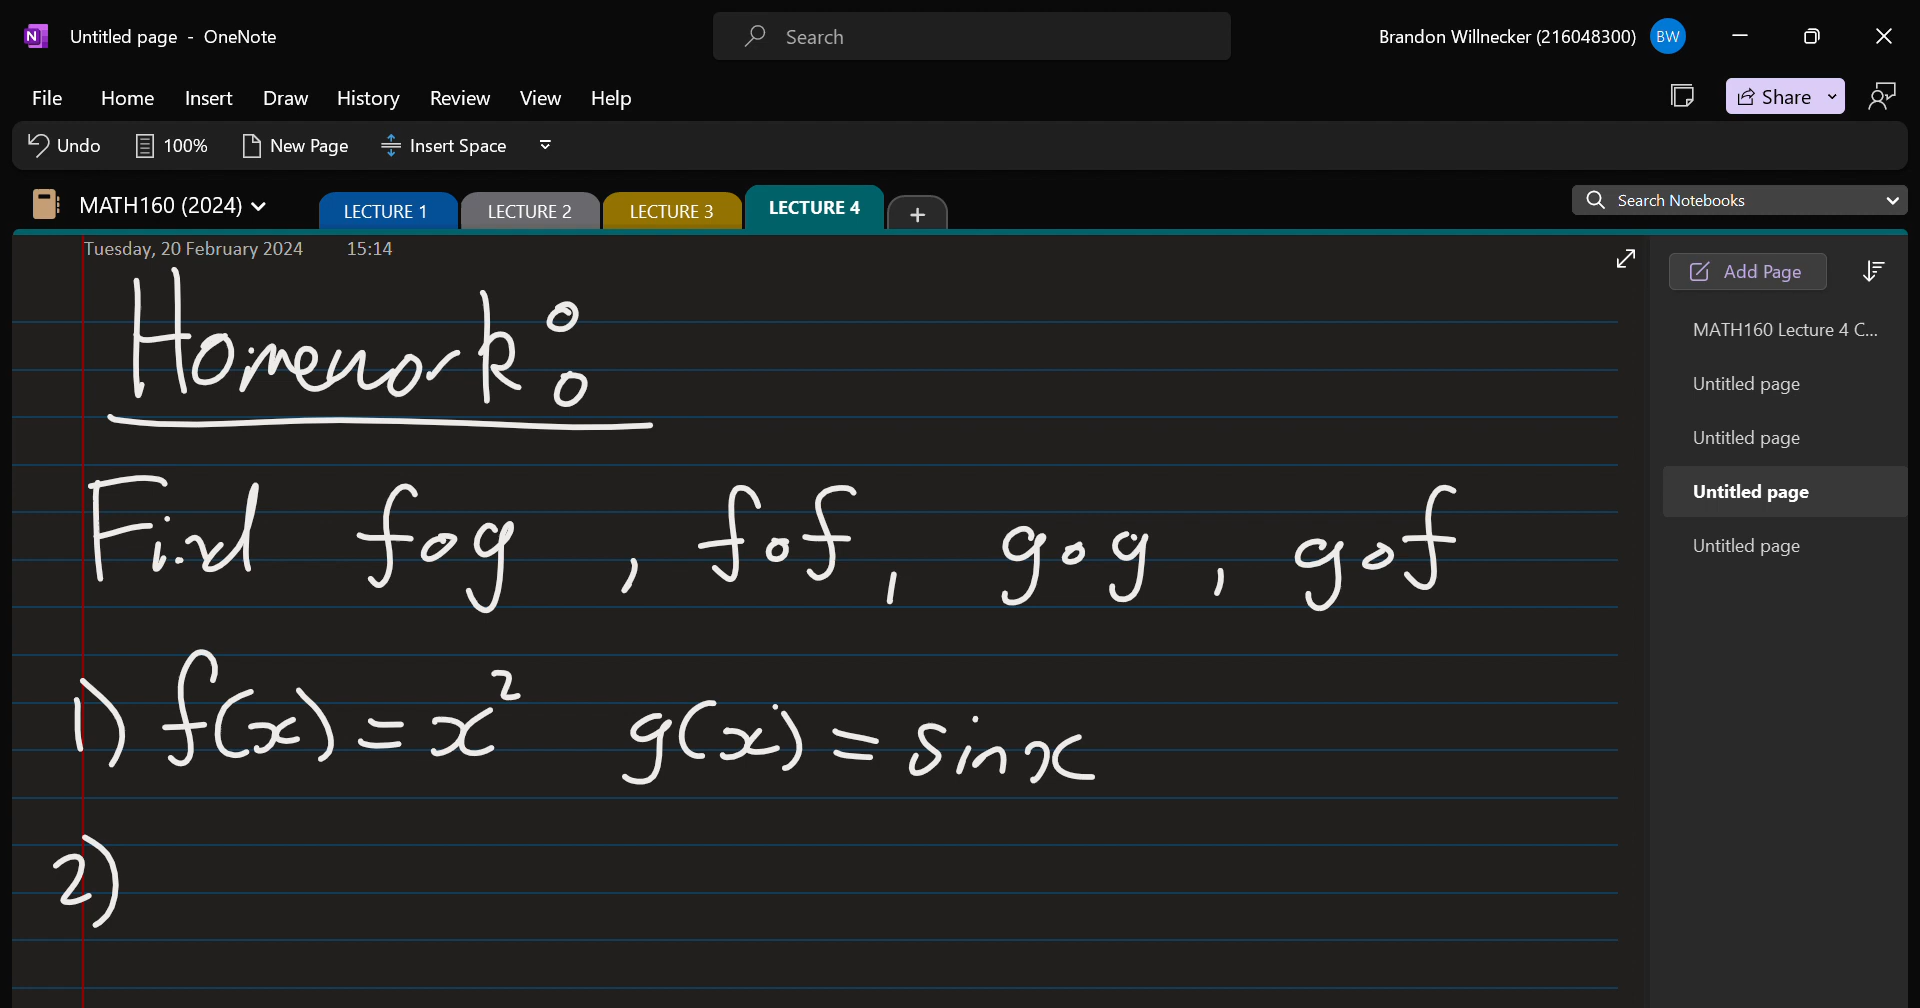 Untitled page - OneNote
Search
Brandon Willnecker (216048300) BW
File Home Insert Draw History Review View Help
Share
Undo 100% New Page Insert Space
MATH160 (2024) LECTURE 1 LECTURE 2 LECTURE 3 LECTURE 4 +
Search Notebooks
Tuesday, 20 February 2024 15:14
Homework:
Find fog , fof, gog, gof
1) f(x) = x² g(x) = sinx
2)
Add Page
MATH160 Lecture 4 C...
Untitled page
Untitled page
Untitled page
Untitled page